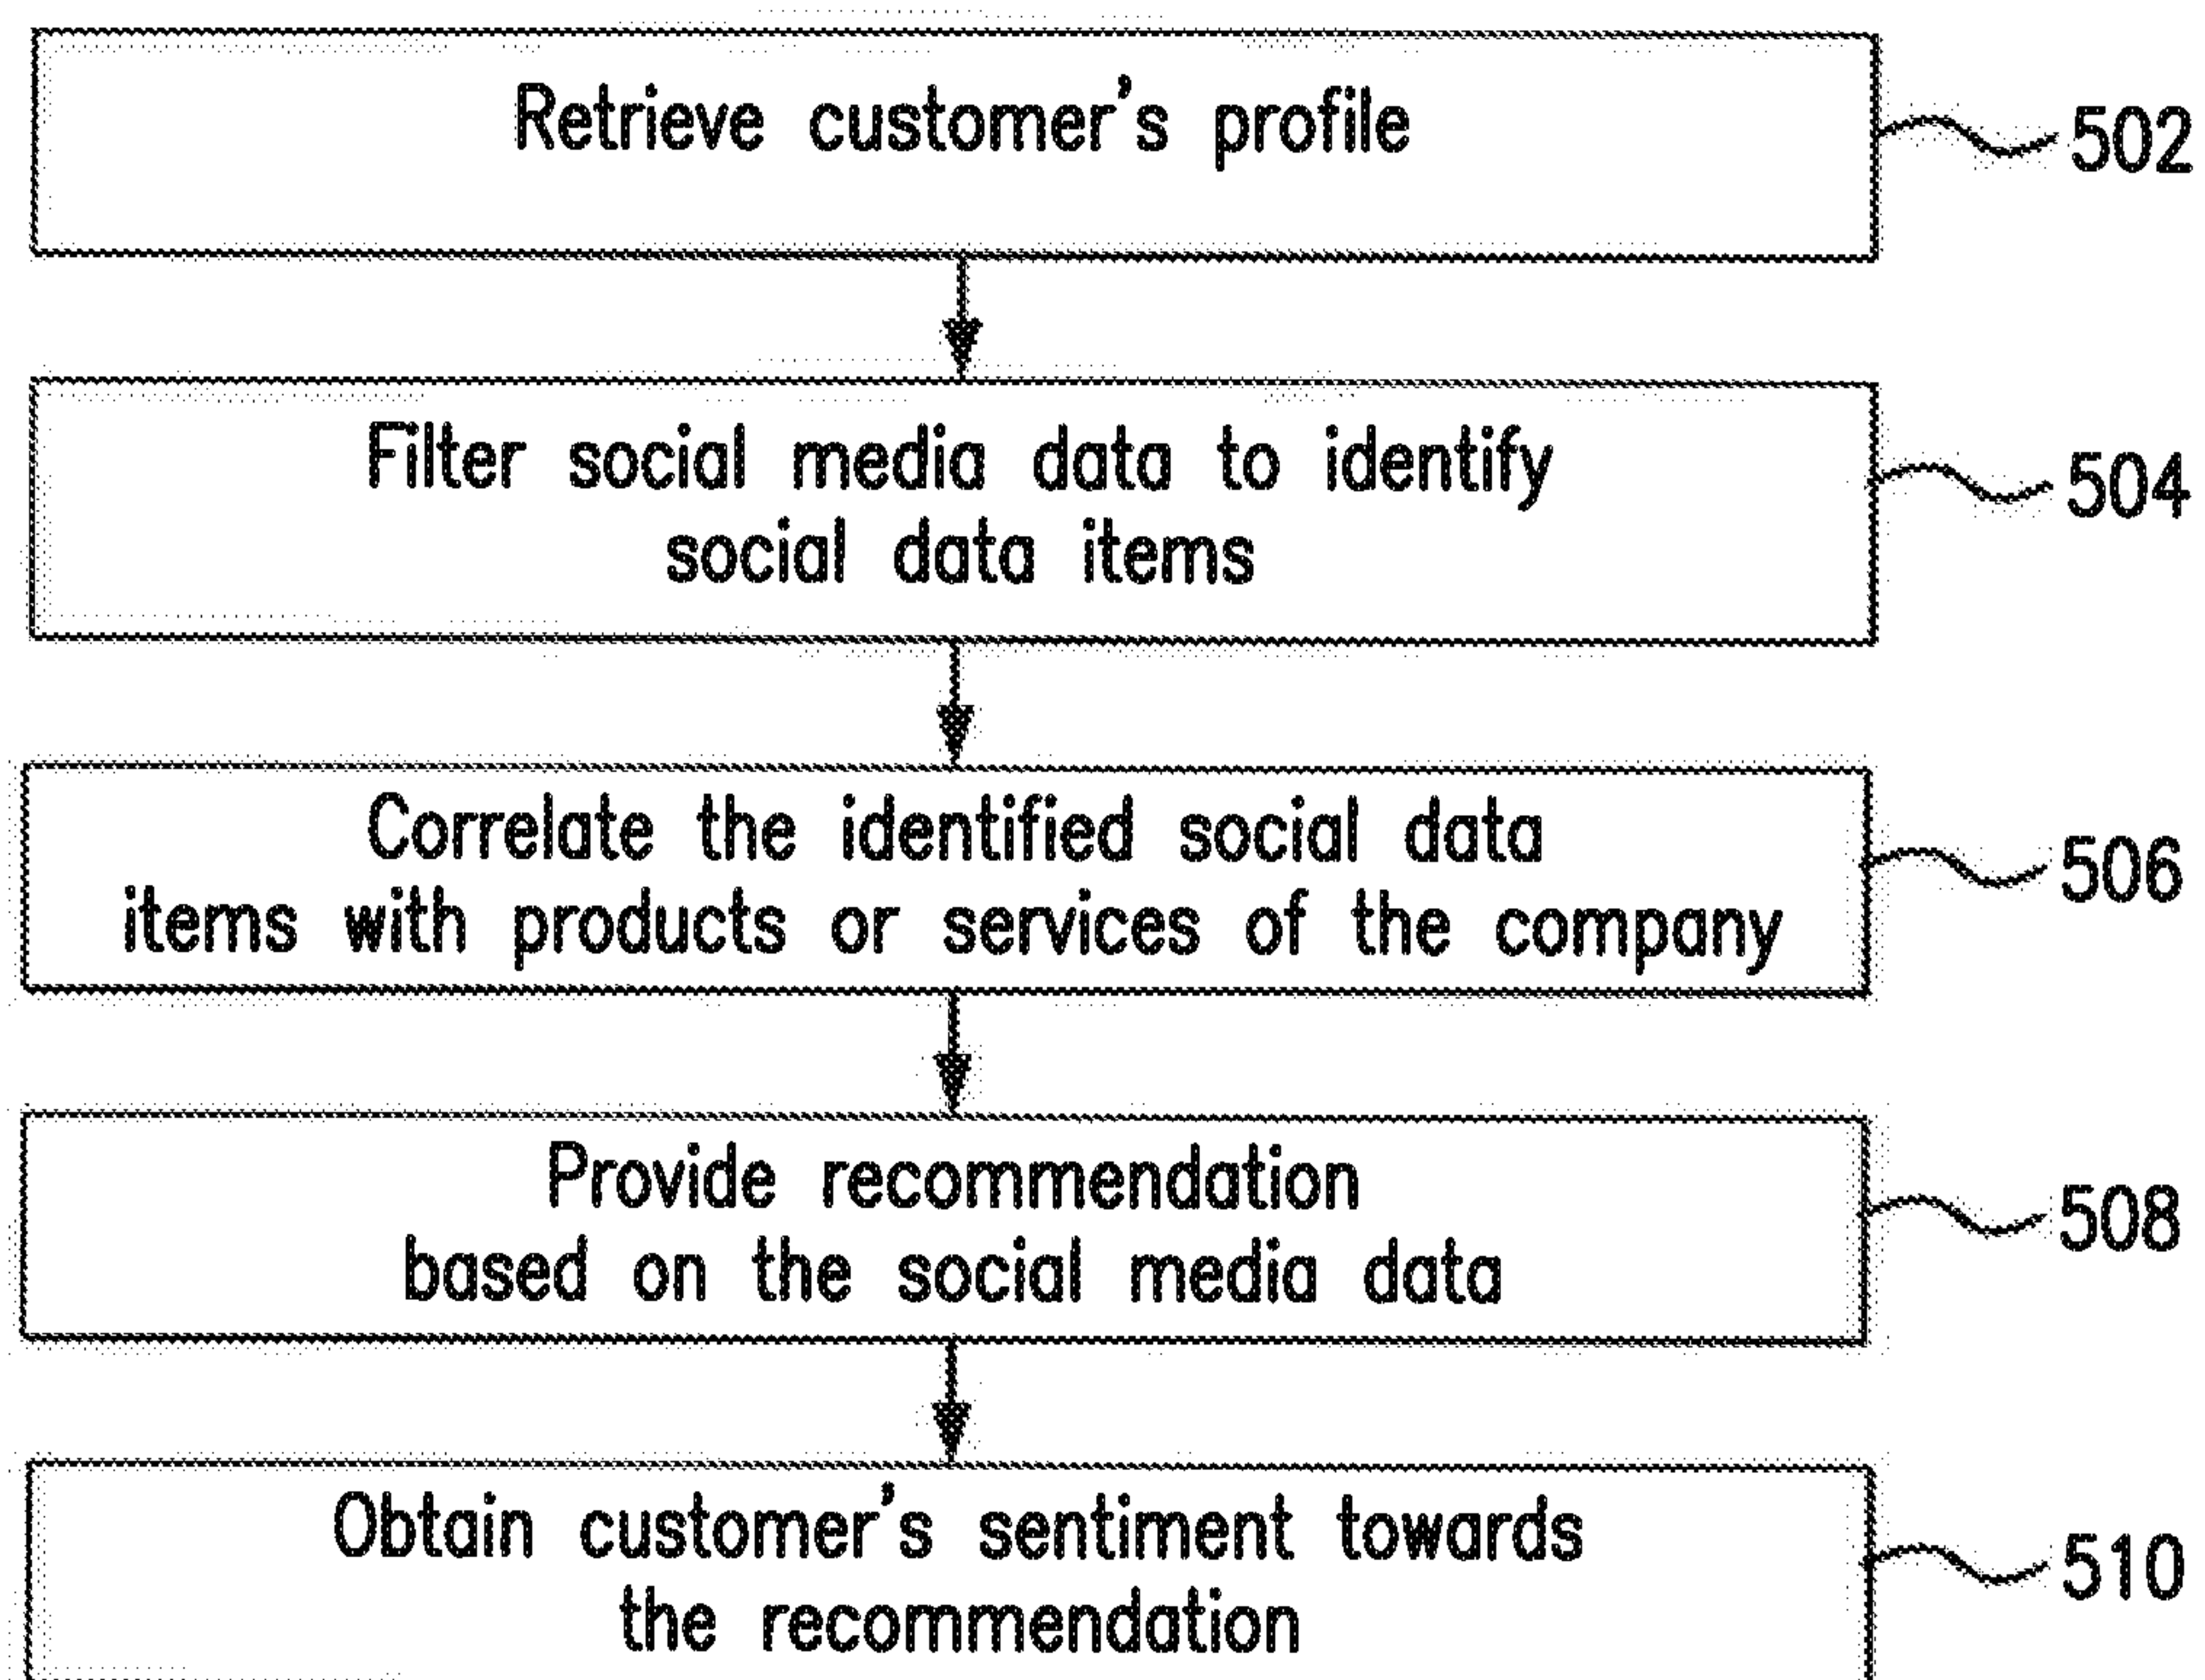 Retrieve customer's profile
502
Filter social media data to identify
social data items
504
Correlate the identified social data
items with products or services of the company
506
Provide recommendation
based on the social media data
508
Obtain customer's sentiment towards
the recommendation
510